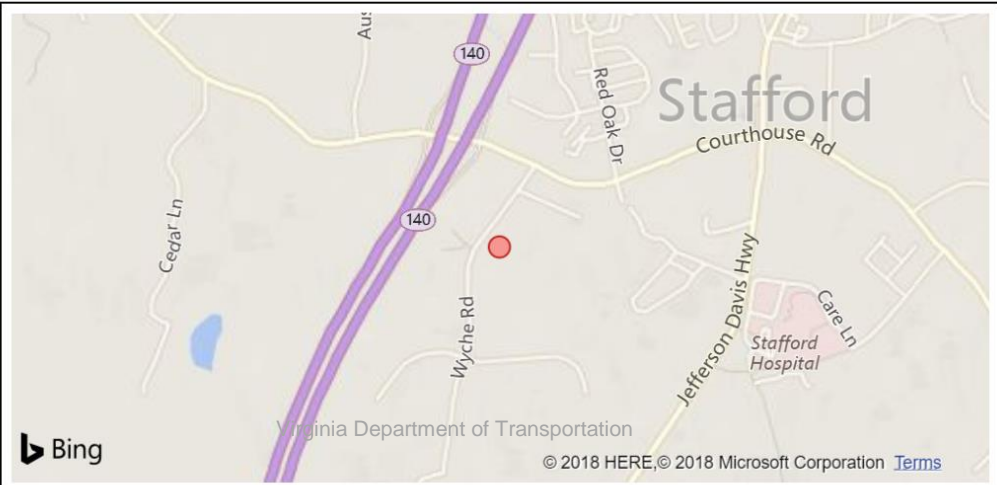 Aus
140
Red Oak Dr
Stafford
Courthouse Rd
140
Cedar Ln
Wyche Rd
Jefferson Davis Hwy
Care Ln
Stafford
Hospital
Virginia Department of Transportation
Bing
© 2018 HERE,© 2018 Microsoft Corporation Terms